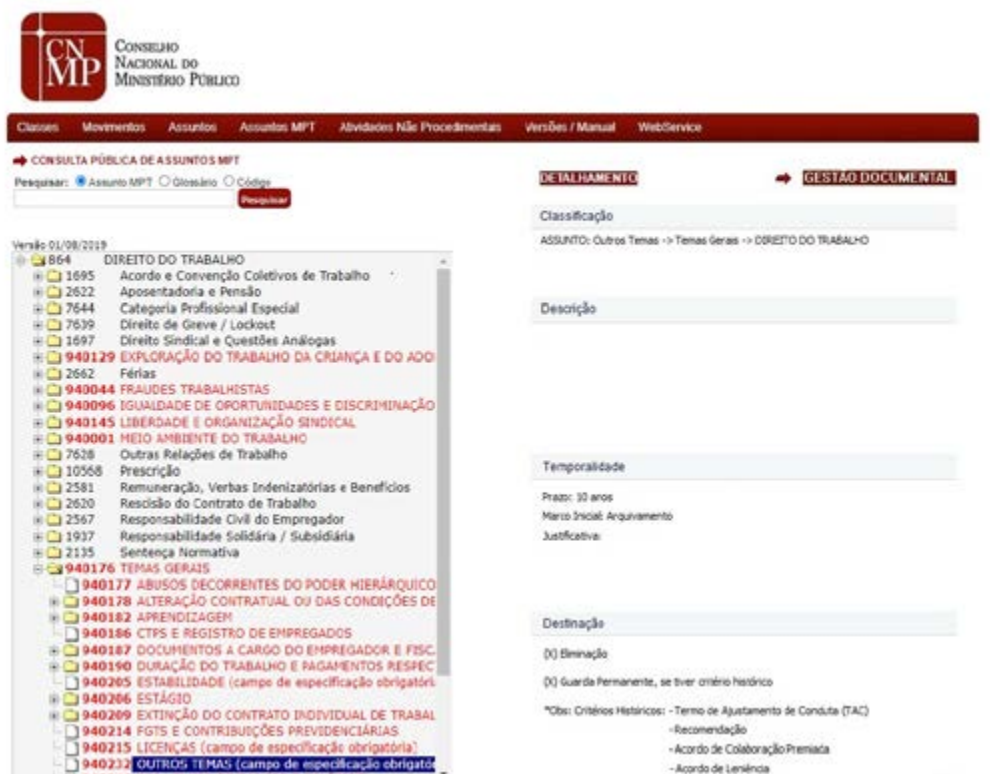 CN
MP
CONSELHO
NACIONAL DO
MINISTÉRIO PÚBLICO
Classes Movimentos Assuntos Assuntos MPT Atividades Não Procedimentais Versões / Manual WebService
CONSULTA PÚBLICA DE ASSUNTOS MPT
Pesquisar: Assunto MPT Glossário Código
Pesquisar
Versão 01/08/2019
864 DIREITO DO TRABALHO
1695 Acordo e Convenção Coletivos de Trabalho
2622 Aposentadoria e Pensão
7644 Categoria Profissional Especial
7639 Direito de Greve / Lockout
1697 Direito Sindical e Questões Análogas
940129 EXPLORAÇÃO DO TRABALHO DA CRIANÇA E DO ADO
2662 Férias
940044 FRAUDES TRABALHISTAS
940096 IGUALDADE DE OPORTUNIDADES E DISCRIMINAÇÃO
940145 LIBERDADE E ORGANIZAÇÃO SINDICAL
940001 MEIO AMBIENTE DO TRABALHO
7628 Outras Relações de Trabalho
10568 Prescrição
2581 Remuneração, Verbas Indenizatórias e Benefícios
2620 Rescisão do Contrato de Trabalho
2567 Responsabilidade Civil do Empregador
1937 Responsabilidade Solidária / Subsidiária
2135 Sentença Normativa
940176 TEMAS GERAIS
940177 ABUSOS DECORRENTES DO PODER HIERÁRQUICO
940178 ALTERAÇÃO CONTRATUAL OU DAS CONDIÇÕES DE
940182 APRENDIZAGEM
940186 CTPS E REGISTRO DE EMPREGADOS
940187 DOCUMENTOS A CARGO DO EMPREGADOR E FISC
940190 DURAÇÃO DO TRABALHO E PAGAMENTOS RESPEC
940205 ESTABILIDADE (campo de especificação obrigatóri
940206 ESTÁGIO
940209 EXTINÇÃO DO CONTRATO INDIVIDUAL DE TRABAL
940214 FGTS E CONTRIBUIÇÕES PREVIDENCIÁRIAS
940215 LICENÇAS (campo de especificação obrigatória)
940232 OUTROS TEMAS (campo de especificação obrigató
DETALHAMENTO GESTÃO DOCUMENTAL
Classificação
ASSUNTO: Outros Temas -> Temas Gerais -> DIREITO DO TRABALHO
Descrição
Temporalidade
Prazo: 10 anos
Marco Inicial: Arquivamento
Justificativa:
Destinação
(X) Eliminação
(X) Guarda Permanente, se tiver critério histórico
*Obs: Critérios Históricos: - Termo de Ajustamento de Conduta (TAC)
- Recomendação
- Acordo de Colaboração Premiada
- Acordo de Leniência